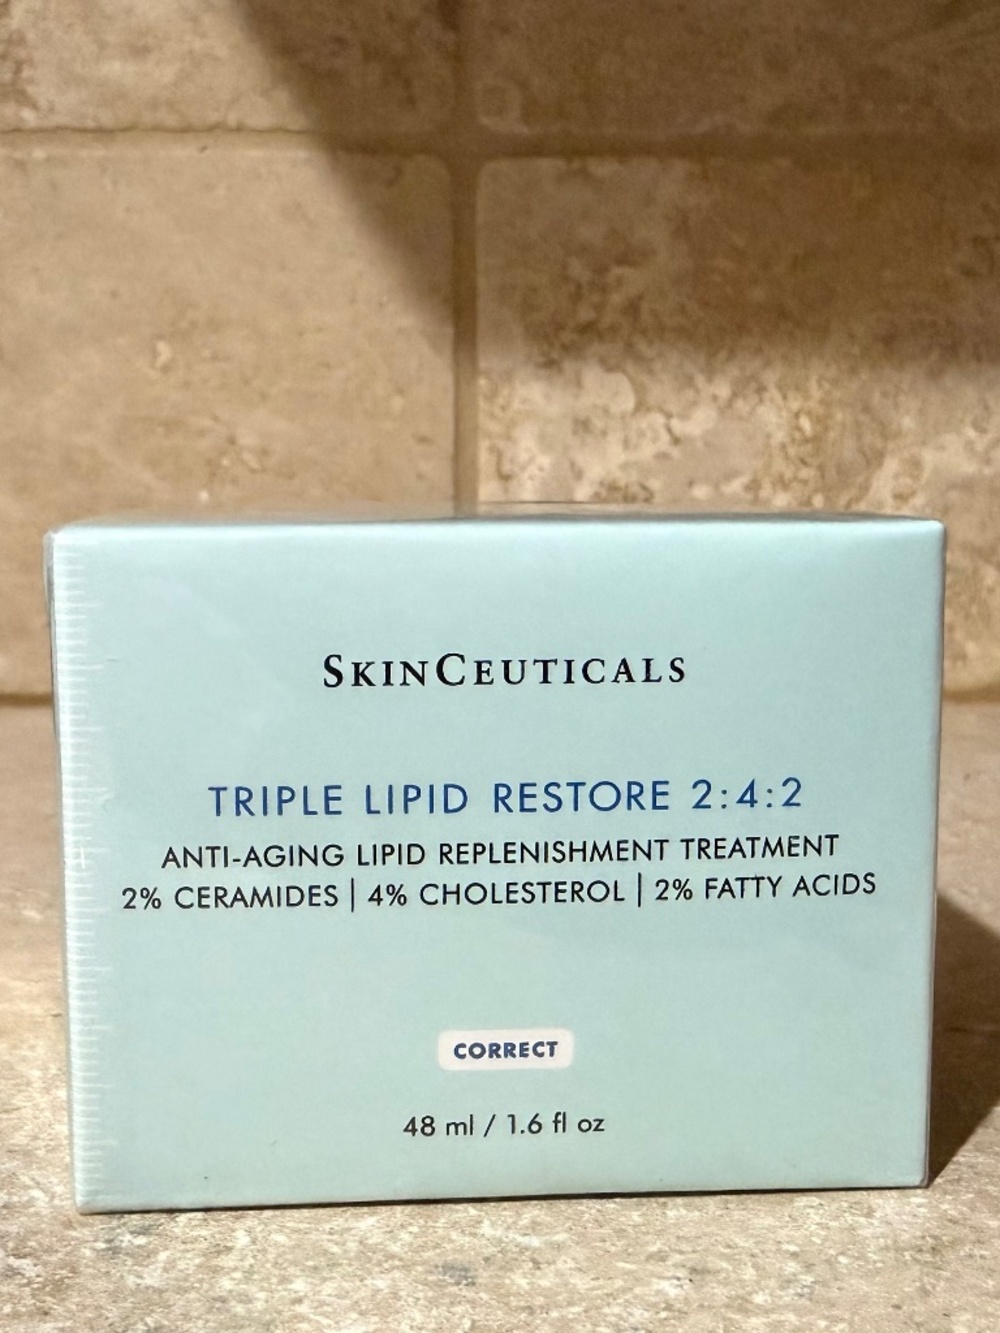 SKINCEUTICALS
TRIPLE LIPID RESTORE 2:4:2
ANTI-AGING LIPID REPLENISHMENT TREATMENT
2% CERAMIDES | 4% CHOLESTEROL | 2% FATTY ACIDS
CORRECT
48 ml / 1.6 fl oz